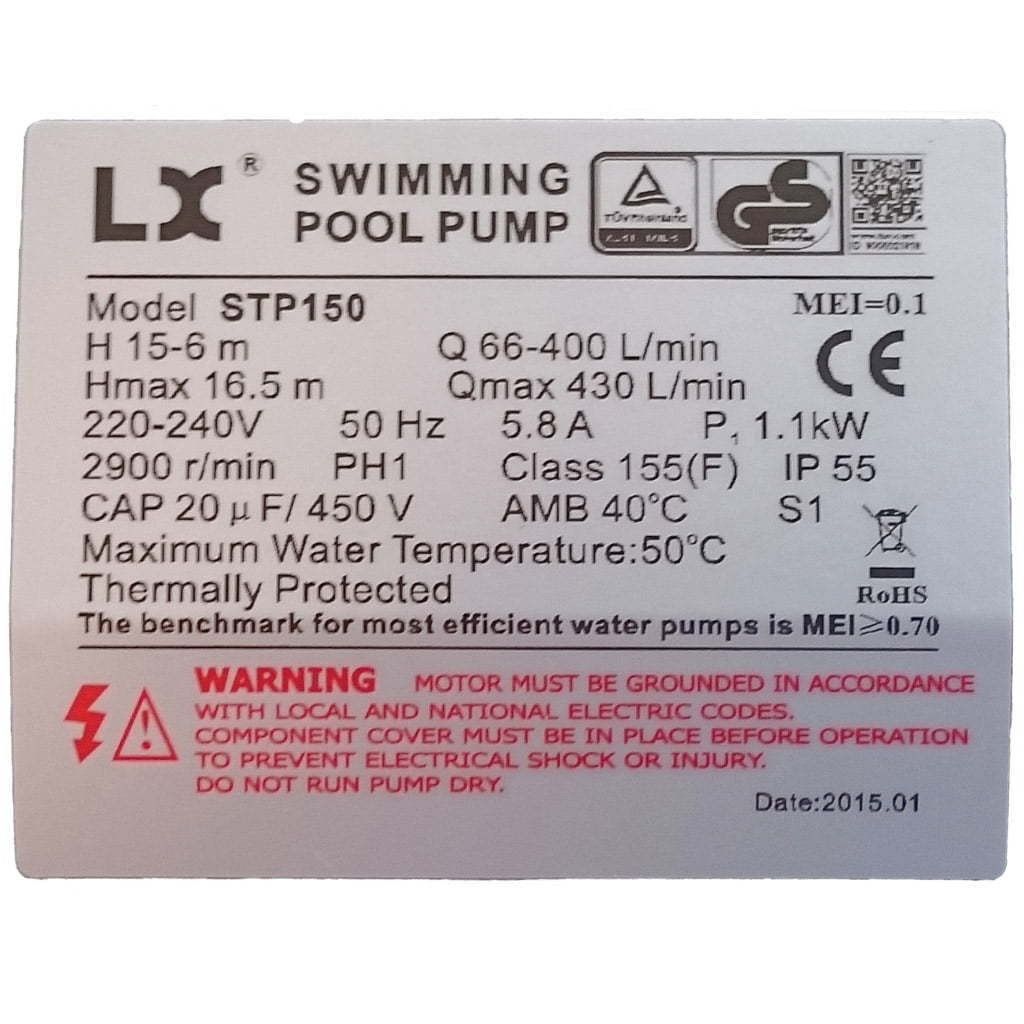 LX® SWIMMING
POOL PUMP
TÜVRheinland
Model STP150 MEI=0.1
H 15-6 m Q 66-400 L/min
Hmax 16.5 m Qmax 430 L/min CE
220-240V 50 Hz 5.8 A P, 1.1kW
2900 r/min PH1 Class 155(F) IP 55
CAP 20 μF/ 450 V AMB 40℃ S1
Maximum Water Temperature:50℃
Thermally Protected RoHS
The benchmark for most efficient water pumps is MEI≥0.70
WARNING MOTOR MUST BE GROUNDED IN ACCORDANCE
WITH LOCAL AND NATIONAL ELECTRIC CODES.
COMPONENT COVER MUST BE IN PLACE BEFORE OPERATION
TO PREVENT ELECTRICAL SHOCK OR INJURY.
DO NOT RUN PUMP DRY.
Date:2015.01